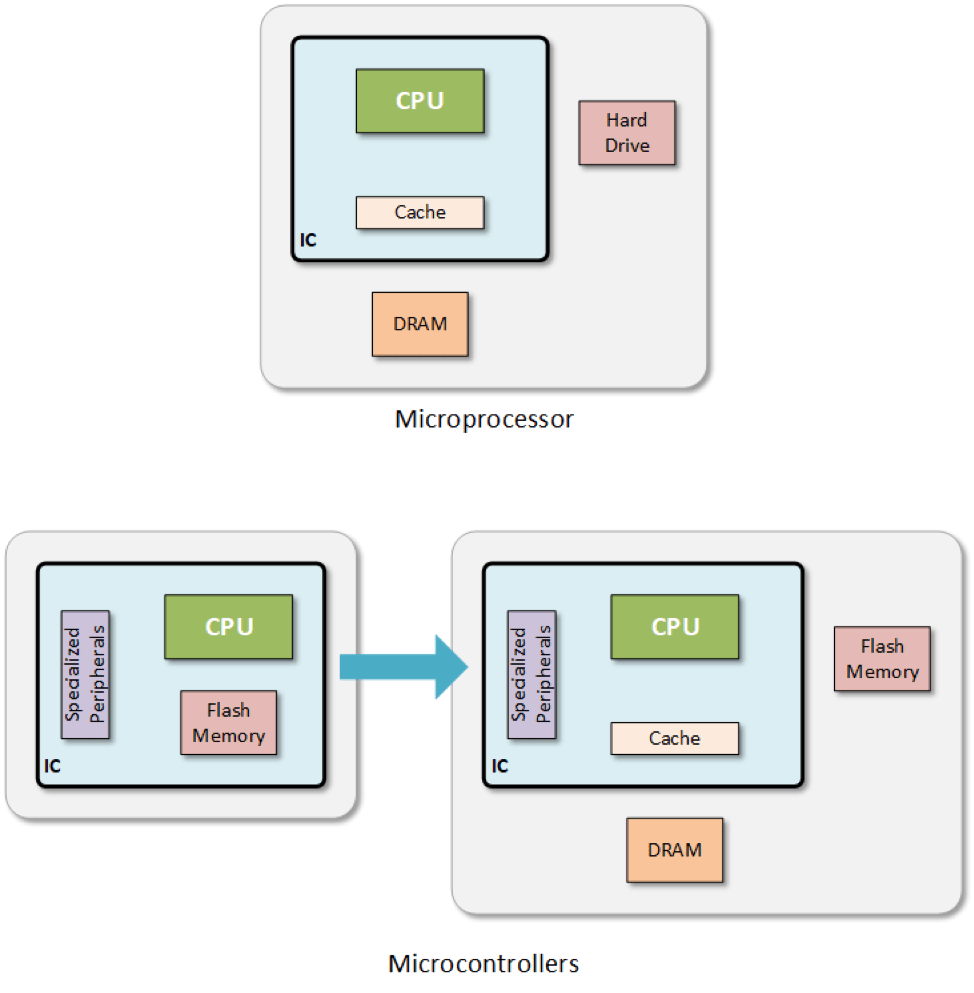 CPU
Hard
Drive
Cache
IC
DRAM
Microprocessor
Specialized
Peripherals
CPU
Flash
Memory
IC
Specialized
Peripherals
CPU
Flash
Memory
Cache
IC
DRAM
Microcontrollers